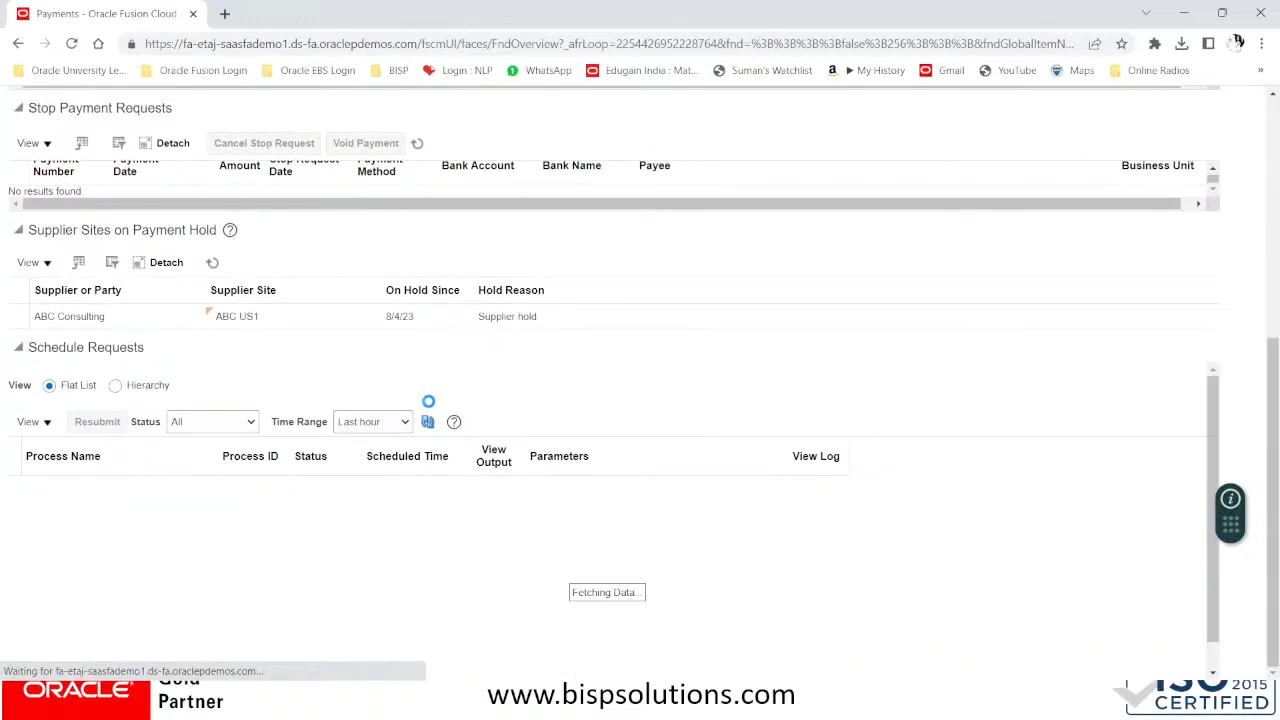 Payments - Oracle Fusion Cloud
https://fa-etaj-saasfademo1.ds-fa.oraclepdemos.com/fscmUI/faces/FndOverview?_afrLoop=2254426952228764&fnd=%3B%3B%3B%3Bfalse%3B256%3B%3B%3B&fndGlobalItemN...
Oracle University Le... Oracle Fusion Login Oracle EBS Login BISP Login : NLP WhatsApp Edugain India : Mat... Suman's Watchlist ▶ My History Gmail YouTube Maps Online Radios »
Stop Payment Requests
View ▼ Detach Cancel Stop Request Void Payment
Payment Number Payment Date Amount Stop Request Date Payment Method Bank Account Bank Name Payee Business Unit
No results found.
Supplier Sites on Payment Hold ?
View ▼ Detach
Supplier or Party Supplier Site On Hold Since Hold Reason
ABC Consulting ABC US1 8/4/23 Supplier hold
Schedule Requests
View Flat List Hierarchy
View ▼ Resubmit Status All Time Range Last hour ?
Process Name Process ID Status Scheduled Time View Output Parameters View Log
Fetching Data...
Waiting for fa-etaj-saasfademo1.ds-fa.oraclepdemos.com...
ORACLE Gold Partner
www.bispsolutions.com
ISO 2015
CERTIFIED